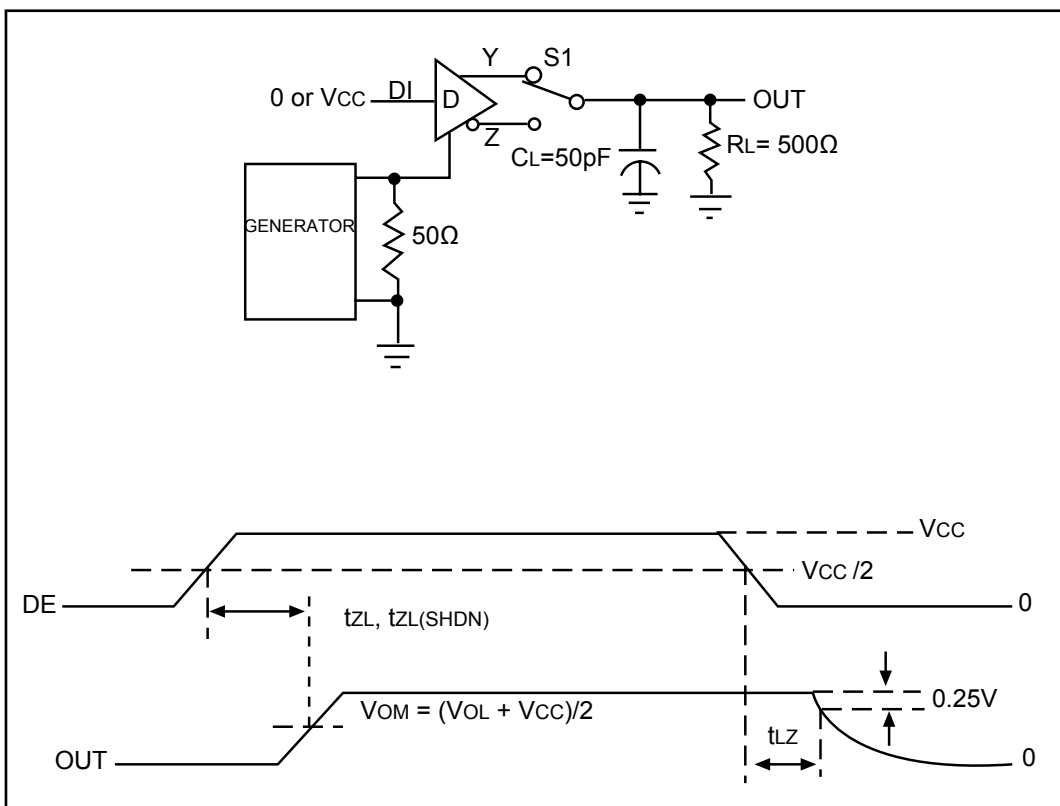 Y S1
0 or VCC DI D OUT
Z
CL=50pF RL= 500Ω
GENERATOR 50Ω
VCC
VCC /2
DE 0
tZL, tZL(SHDN)
0.25V
VOM = (VOL + VCC)/2
tLZ
OUT 0